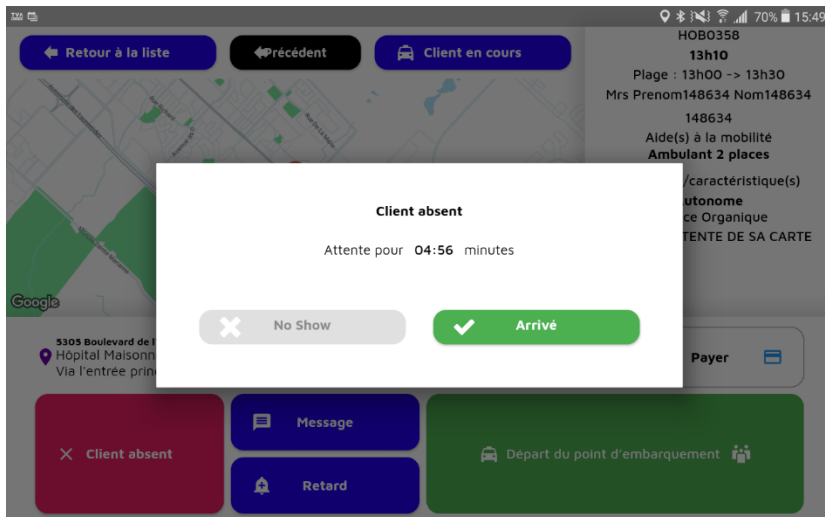 70% 15:49
Retour à la liste
Précédent
Client en cours
HOB0358
13h10
Plage : 13h00 -> 13h30
Mrs Prenom148634 Nom148634
148634
Aide(s) à la mobilité
Ambulant 2 places
/caractéristique(s)
utonome
ce Organique
TENTE DE SA CARTE
Client absent
Attente pour 04:56 minutes
No Show
Arrivé
Google
5305 Boulevard de l
Hôpital Maisonn
Via l'entrée prin
Payer
Client absent
Message
Retard
Départ du point d'embarquement